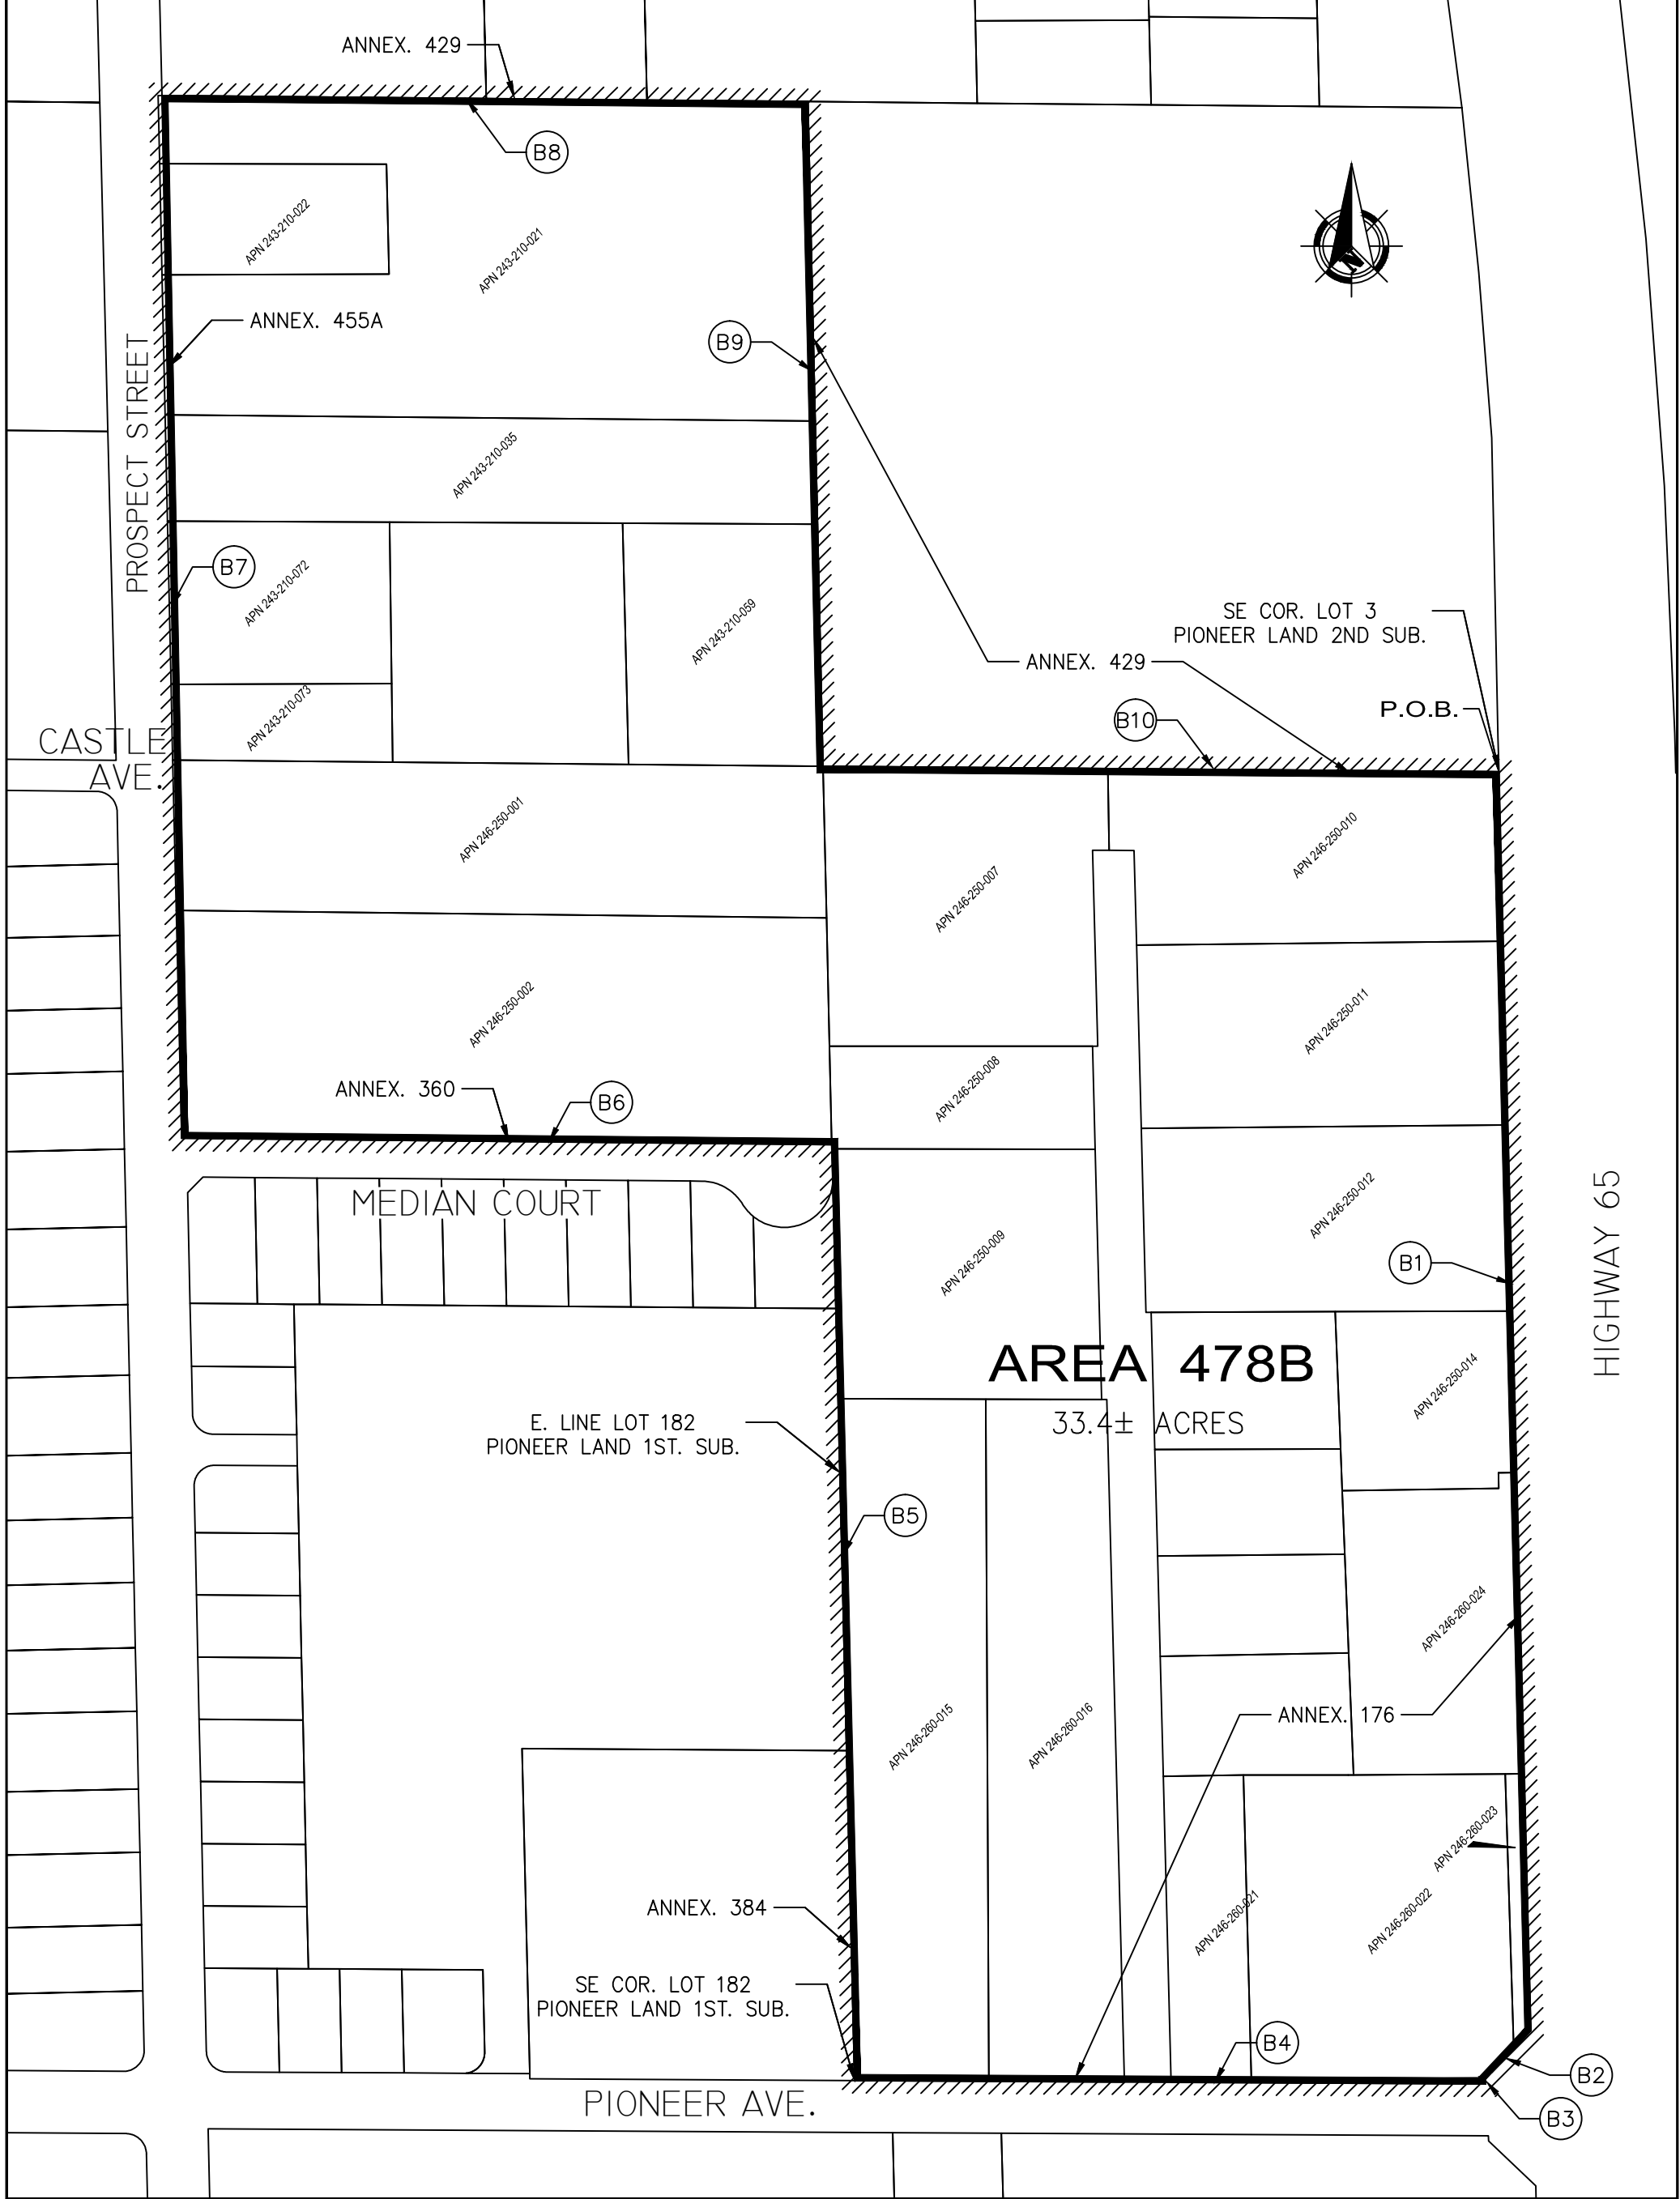 ANNEX. 429
B8
APN 243-210-022
APN 243-210-021
N
ANNEX. 455A
B9
PROSPECT STREET
APN 243-210-035
B7
APN 243-210-072
APN 243-210-059
SE COR. LOT 3
PIONEER LAND 2ND SUB.
ANNEX. 429
APN 243-210-073
B10
P.O.B.
CASTLE
AVE.
APN 246-250-001
APN 246-250-007
APN 246-250-010
APN 246-250-002
APN 246-250-011
ANNEX. 360
B6
APN 246-250-008
MEDIAN COURT
APN 246-250-009
APN 246-250-012
B1
HIGHWAY 65
AREA 478B
33.4± ACRES
APN 246-250-014
E. LINE LOT 182
PIONEER LAND 1ST. SUB.
B5
APN 246-260-024
APN 246-260-015
APN 246-260-016
ANNEX. 176
APN 246-260-023
ANNEX. 384
APN 246-260-021
APN 246-260-022
SE COR. LOT 182
PIONEER LAND 1ST. SUB.
B4
B2
PIONEER AVE.
B3